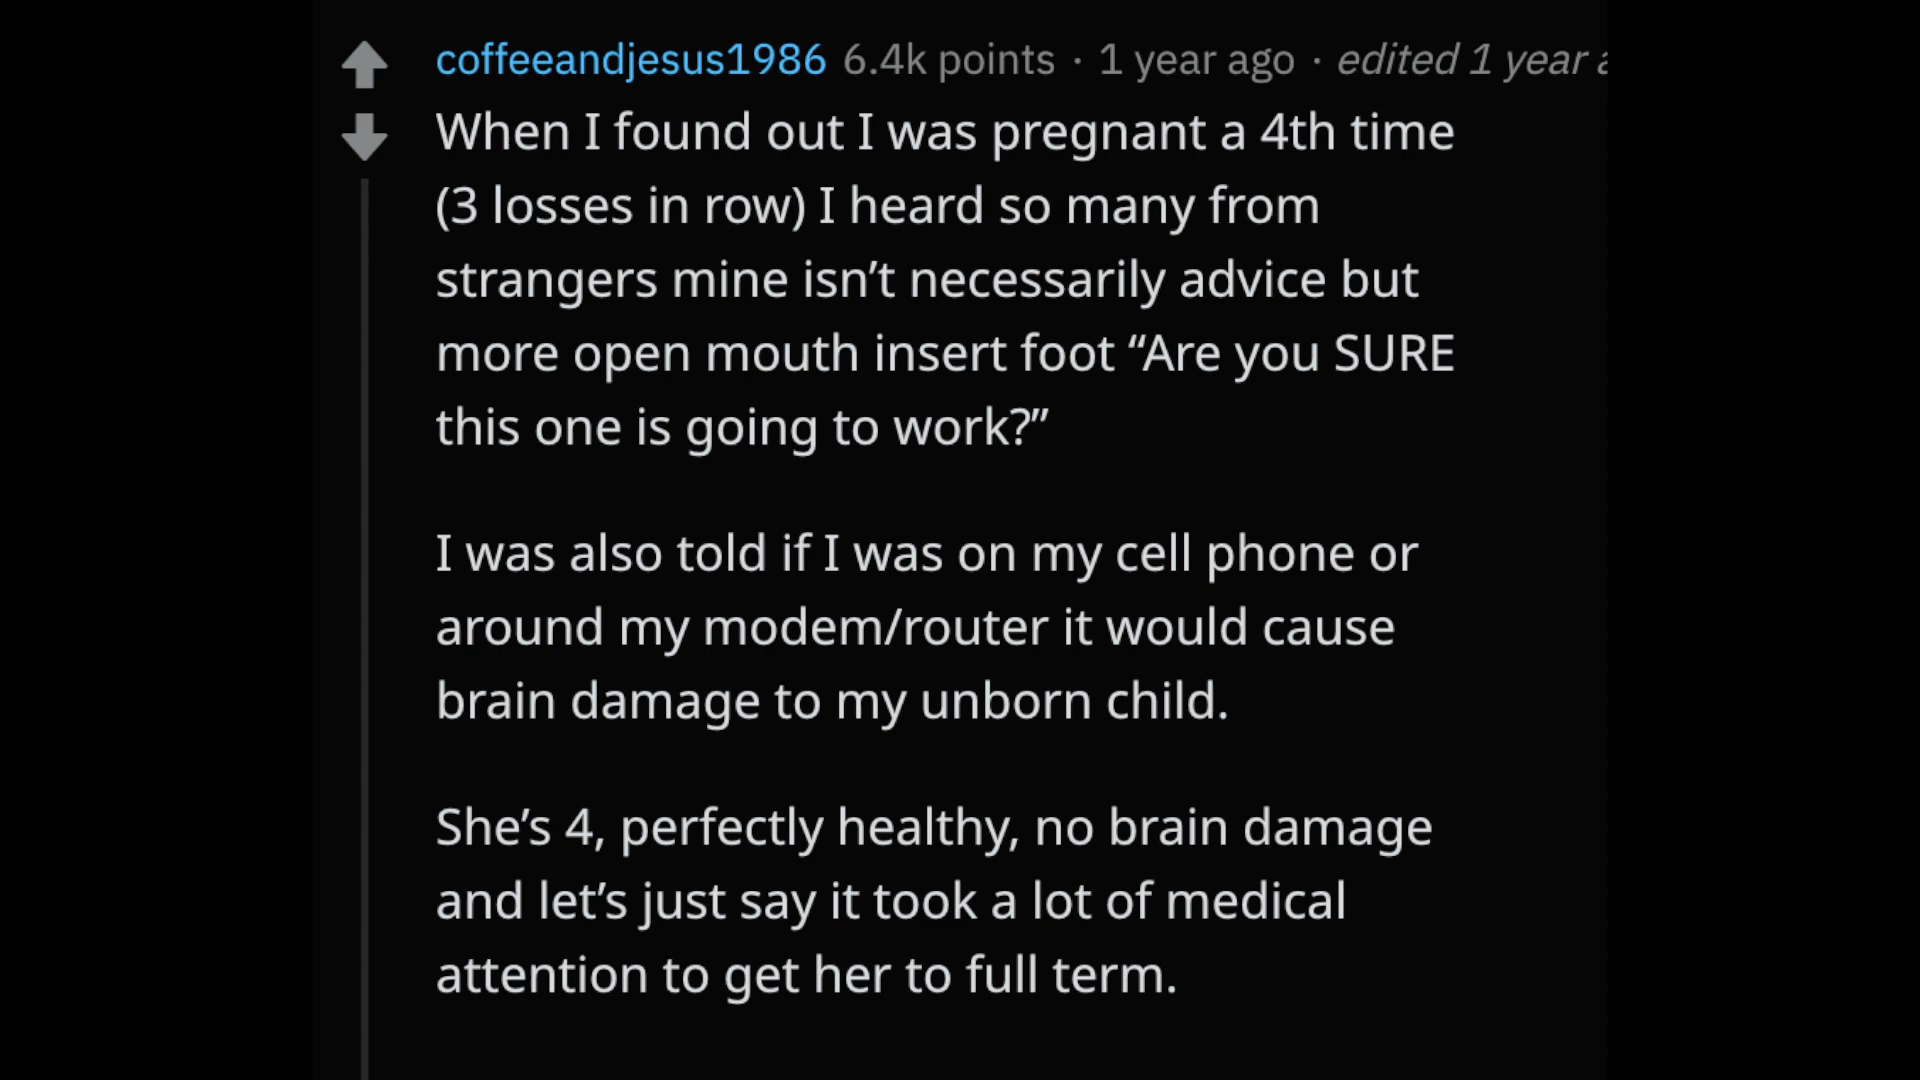 coffeeandjesus1986 6.4k points · 1 year ago · edited 1 year
When I found out I was pregnant a 4th time
(3 losses in row) I heard so many from
strangers mine isn’t necessarily advice but
more open mouth insert foot “Are you SURE
this one is going to work?”
I was also told if I was on my cell phone or
around my modem/router it would cause
brain damage to my unborn child.
She’s 4, perfectly healthy, no brain damage
and let’s just say it took a lot of medical
attention to get her to full term.